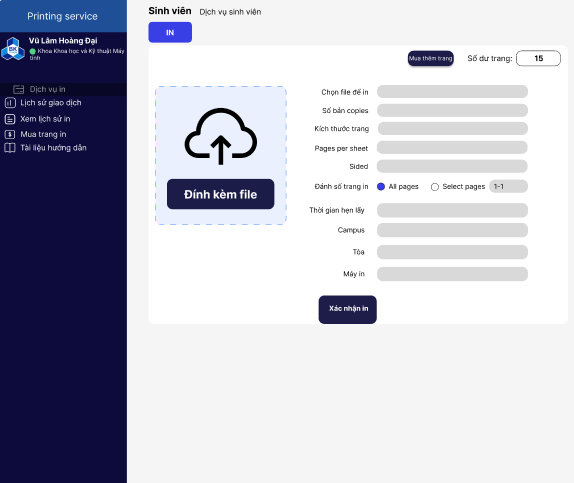 Printing service
Sinh viên Dịch vụ sinh viên
IN
BK
Vũ Lâm Hoàng Đại
Khoa Khoa học và Kỹ thuật Máy
tính
Dịch vụ in
Lịch sử giao dịch
Xem lịch sử in
Mua trang in
Tài liệu hướng dẫn
Mua thêm trang
Số dư trang:
15
Đính kèm file
Chọn file để in
Số bản copies
Kích thước trang
Pages per sheet
Sided
Đánh số trang in
All pages
Select pages
1-1
Thời gian hẹn lấy
Campus
Tòa
Máy in
Xác nhận in